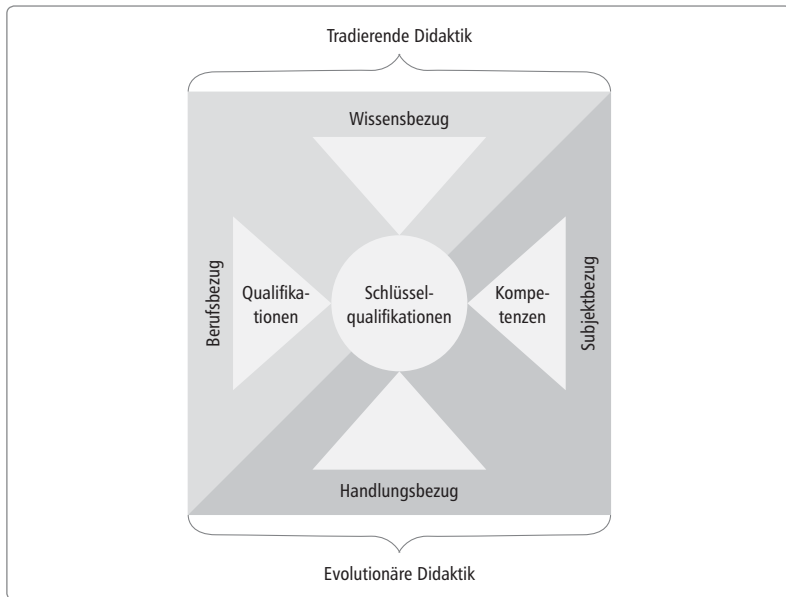 Tradierende Didaktik
Wissensbezug
Berufsbezug
Qualifika-
tionen
Schlüssel-
qualifikationen
Kompe-
tenzen
Subjektbezug
Handlungsbezug
Evolutionäre Didaktik